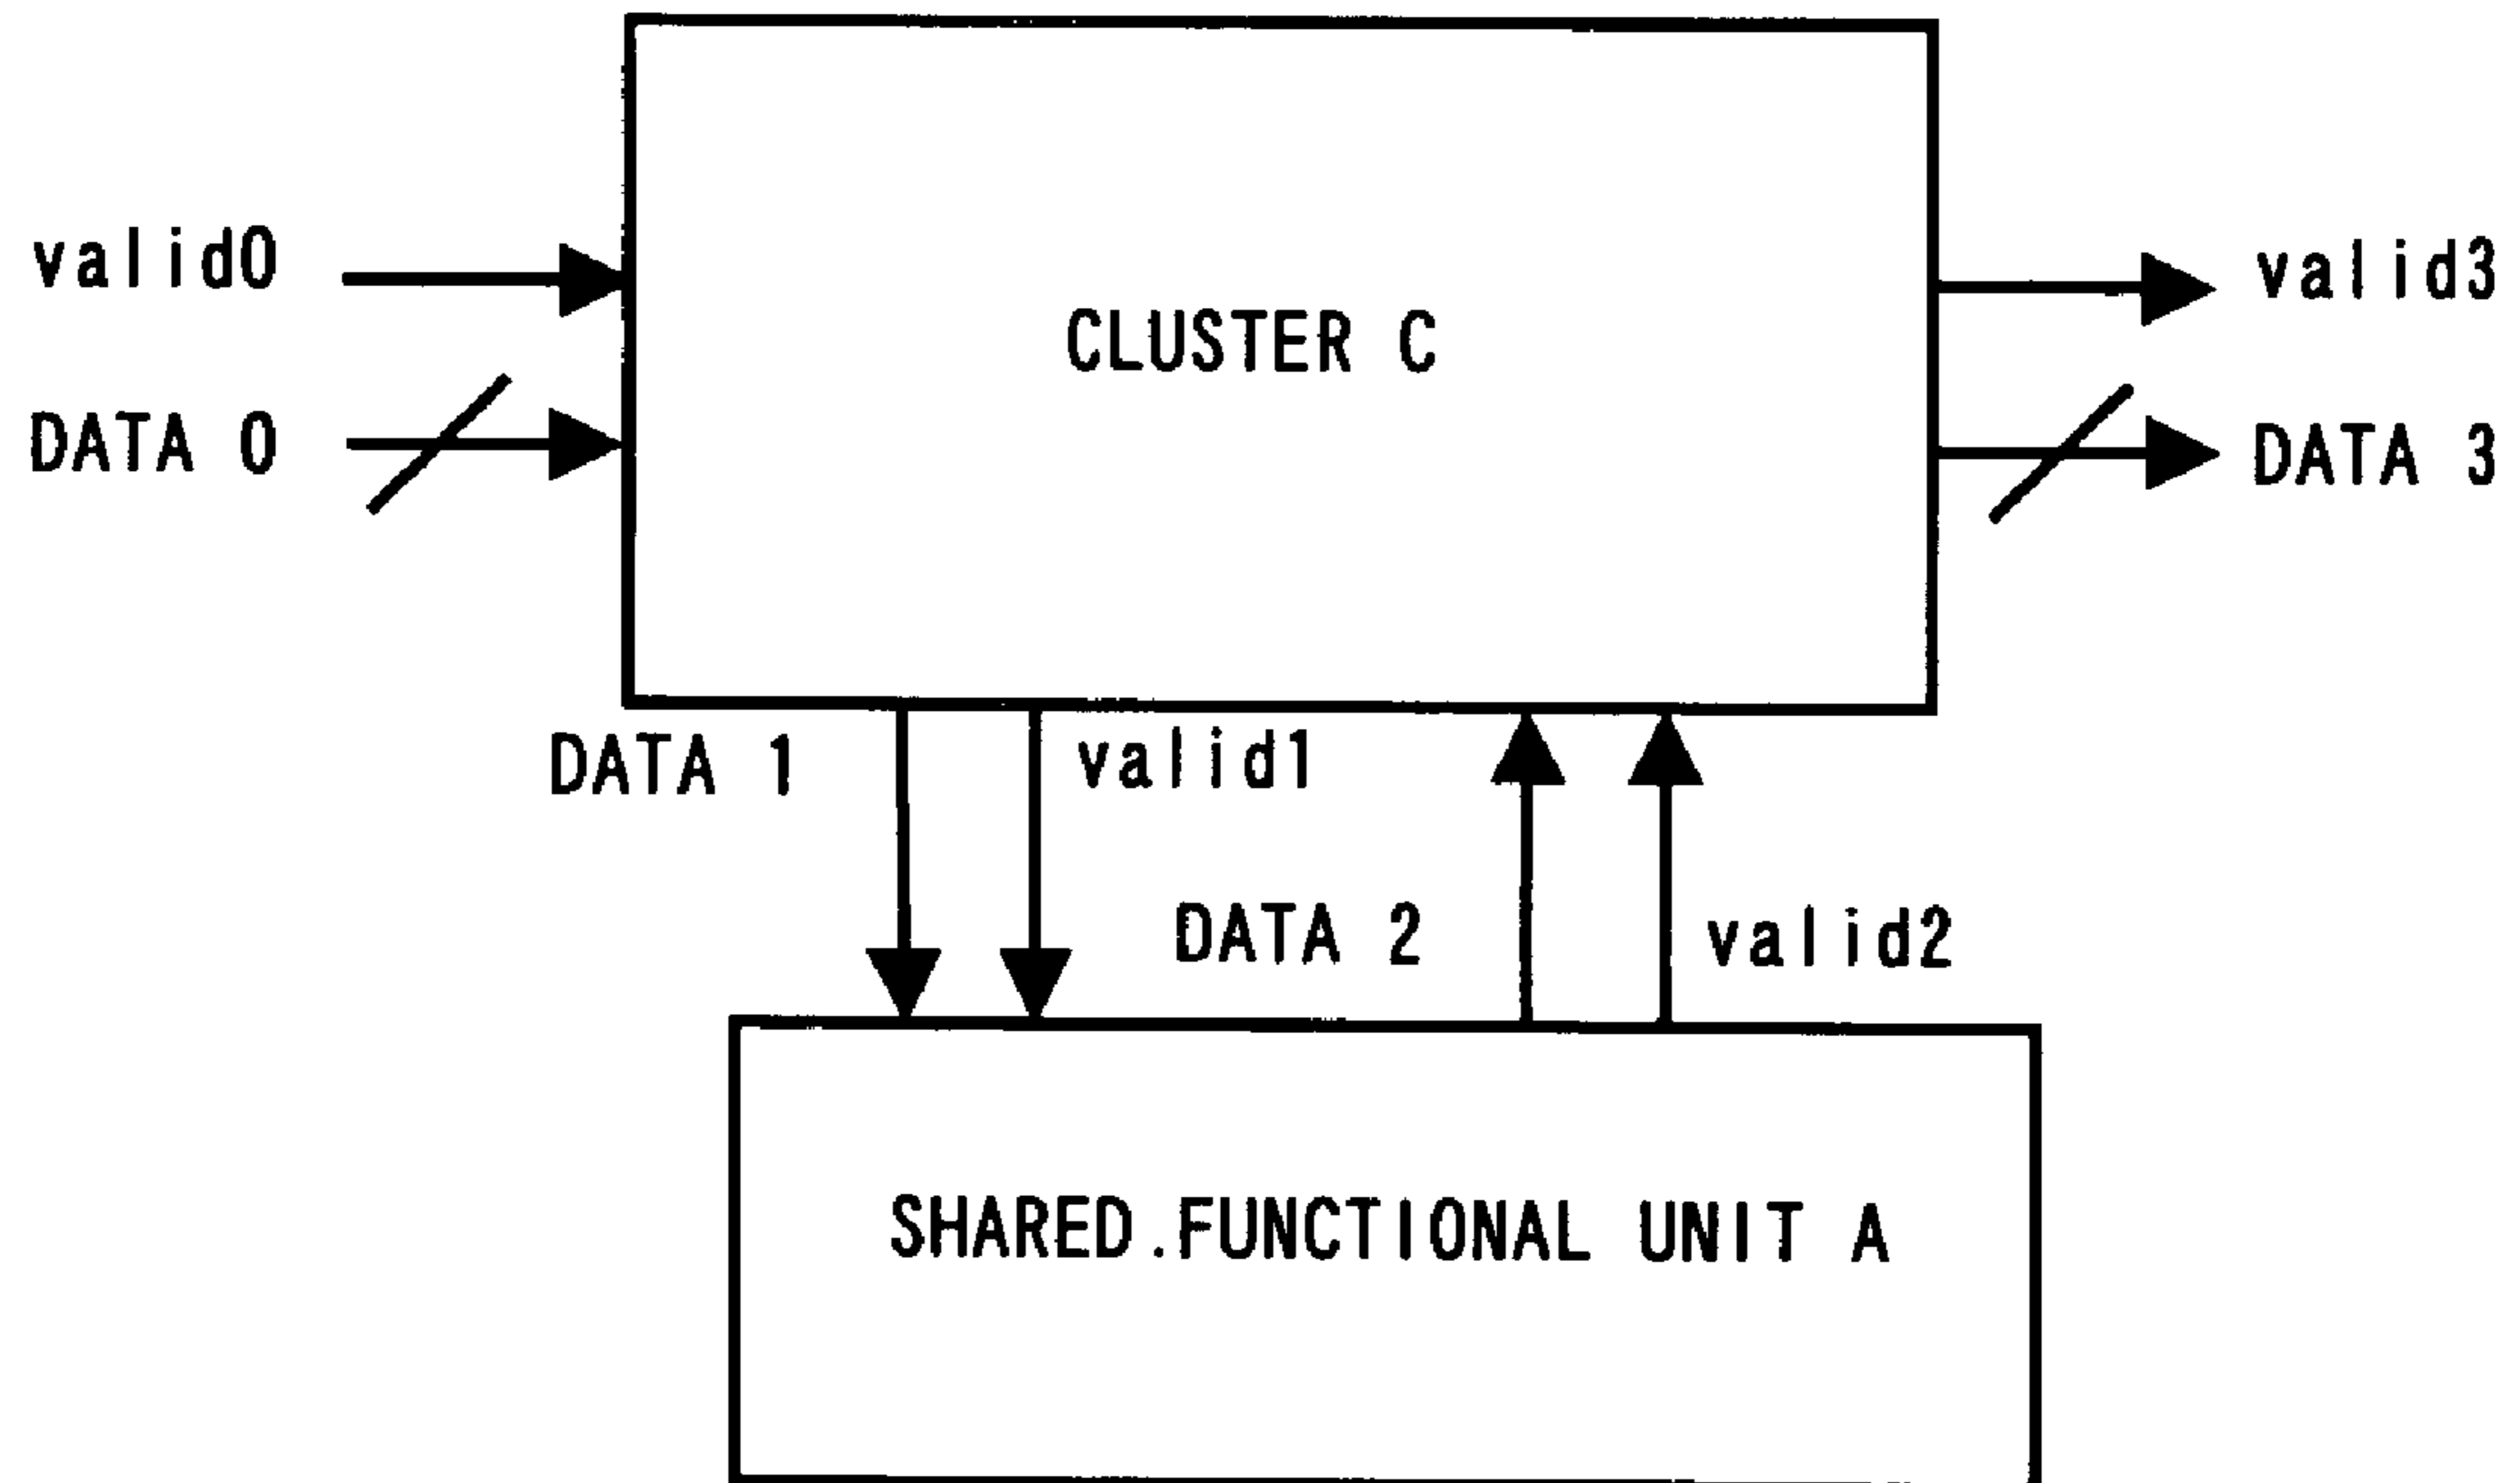 valid0
DATA 0
CLUSTER C
valid3
DATA 3
DATA 1
valid1
DATA 2
valid2
SHARED.FUNCTIONAL UNIT A